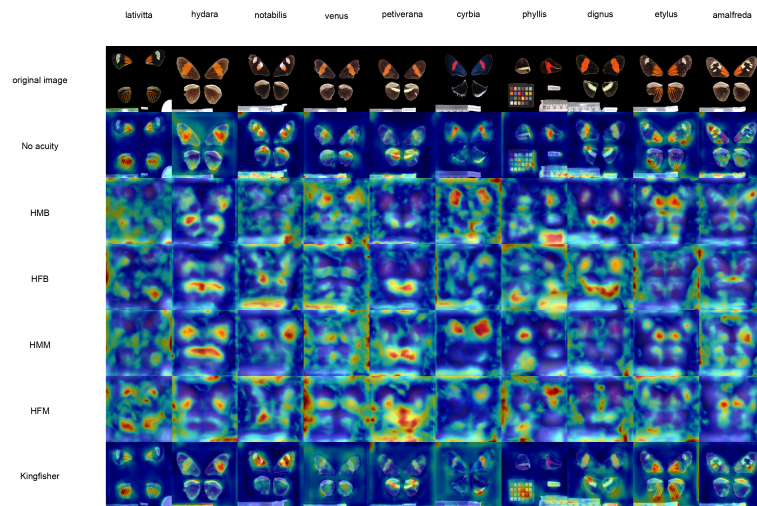 lativitta hydara notabilis venus petiverana cyrbia phyllis dignus etylus amalfreda
original image
No acuity
HMB
HFB
HMM
HFM
Kingfisher